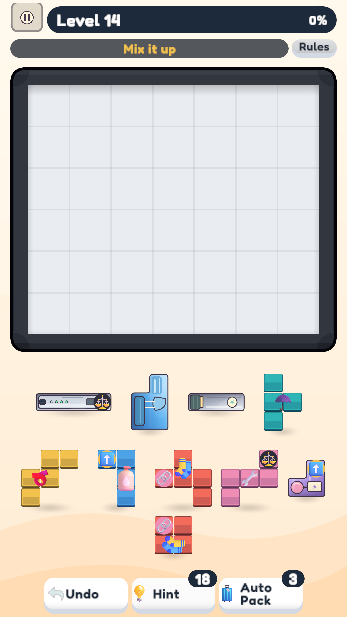 Level 14
0%
Mix it up
Rules
Undo
Hint
18
Auto
Pack
3